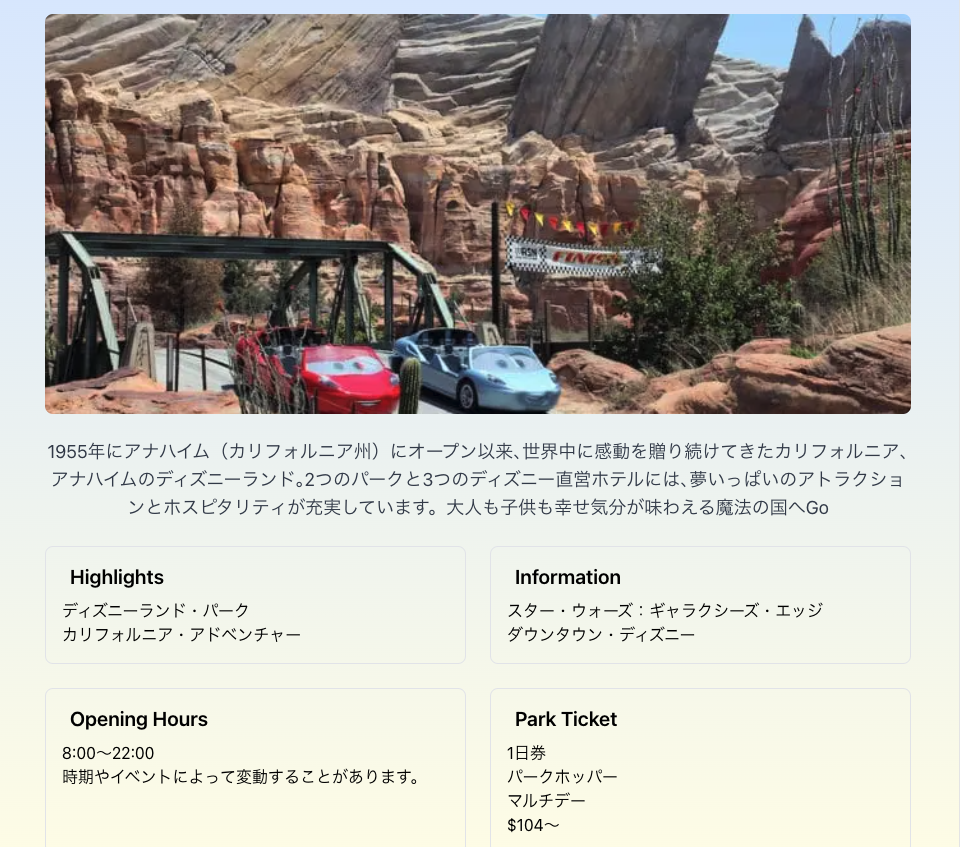 FINISH
1955年にアナハイム（カリフォルニア州）にオープン以来、世界中に感動を贈り続けてきたカリフォルニア、
アナハイムのディズニーランド。2つのパークと3つのディズニー直営ホテルには、夢いっぱいのアトラクショ
ンとホスピタリティが充実しています。大人も子供も幸せ気分が味わえる魔法の国へGo
Highlights
ディズニーランド・パーク
カリフォルニア・アドベンチャー
Information
スター・ウォーズ：ギャラクシーズ・エッジ
ダウンタウン・ディズニー
Opening Hours
8:00〜22:00
時期やイベントによって変動することがあります。
Park Ticket
1日券
パークホッパー
マルチデー
$104〜